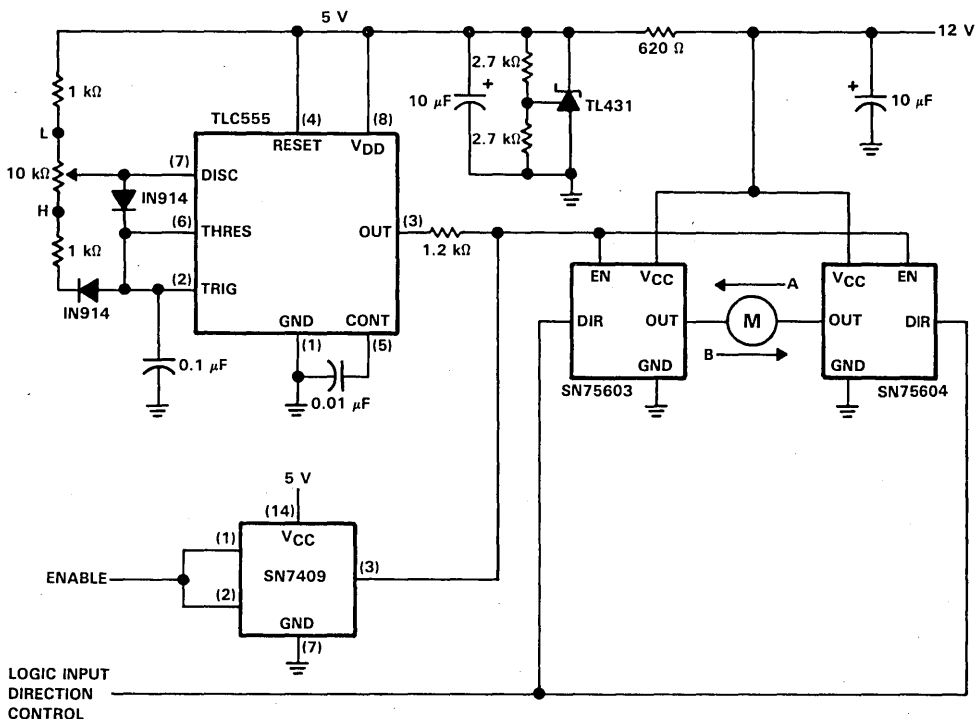 5 V
12 V
620 Ω
1 kΩ
L
10 kΩ
H
1 kΩ
IN914
IN914
0.1 μF
TLC555
(4)
(8)
RESET
VDD
(7)
DISC
(6)
THRES
(2)
TRIG
OUT
(3)
GND
CONT
(1)
(5)
0.01 μF
1.2 kΩ
10 μF
+
2.7 kΩ
2.7 kΩ
TL431
+
10 μF
EN
VCC
DIR
OUT
GND
SN75603
A
M
B
VCC
EN
OUT
DIR
GND
SN75604
5 V
(14)
VCC
(1)
SN7409
(3)
ENABLE
(2)
GND
(7)
LOGIC INPUT
DIRECTION
CONTROL